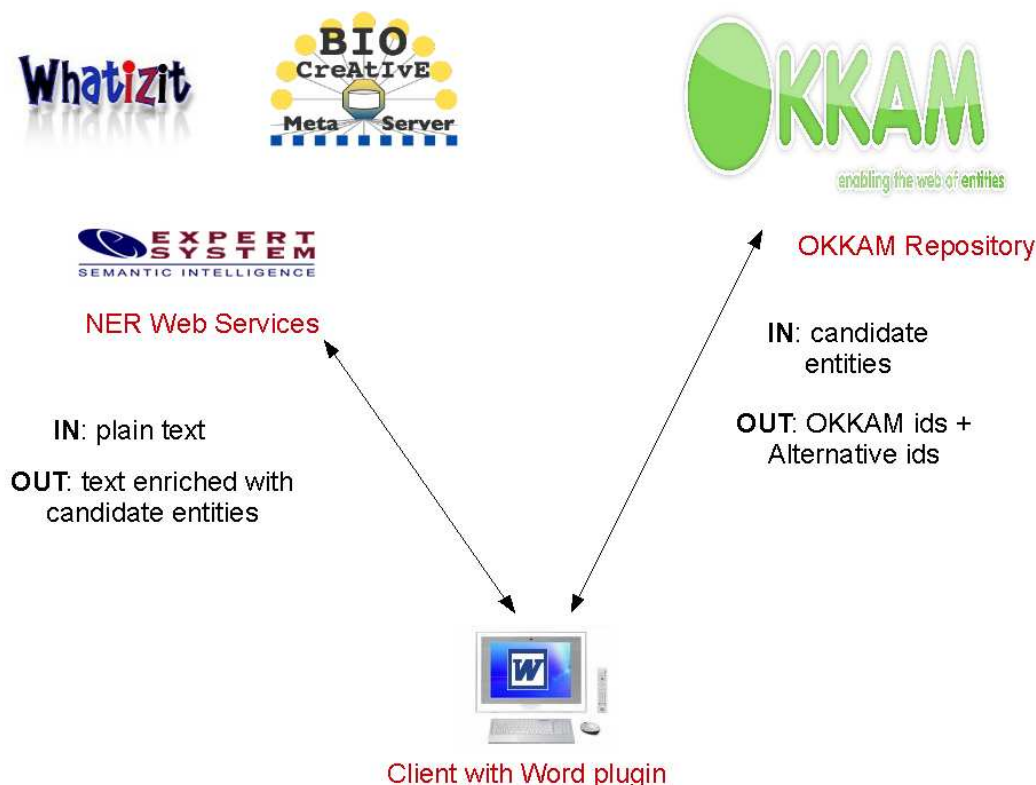 Whatizit
BIO
CreAtIvE
Meta Server
OKKAM
enabling the web of entities
EXPERT
SYSTEM
SEMANTIC INTELLIGENCE
OKKAM Repository
NER Web Services
IN: candidate
entities
OUT: OKKAM ids +
Alternative ids
IN: plain text
OUT: text enriched with
candidate entities
W
Client with Word plugin